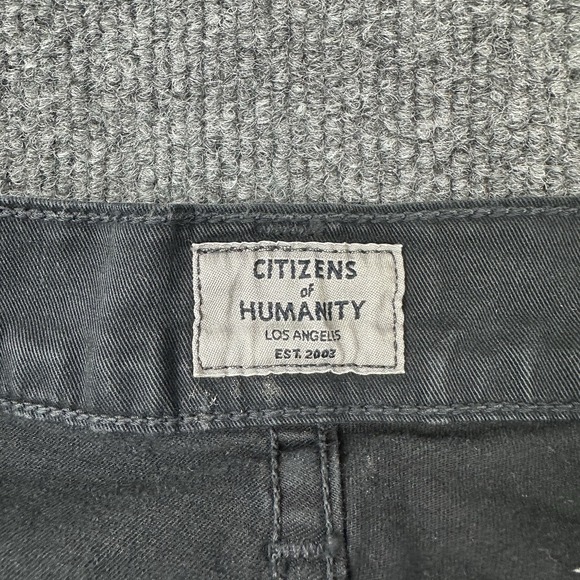 CITIZENS
of
HUMANITY
LOS ANGELES
EST. 2003